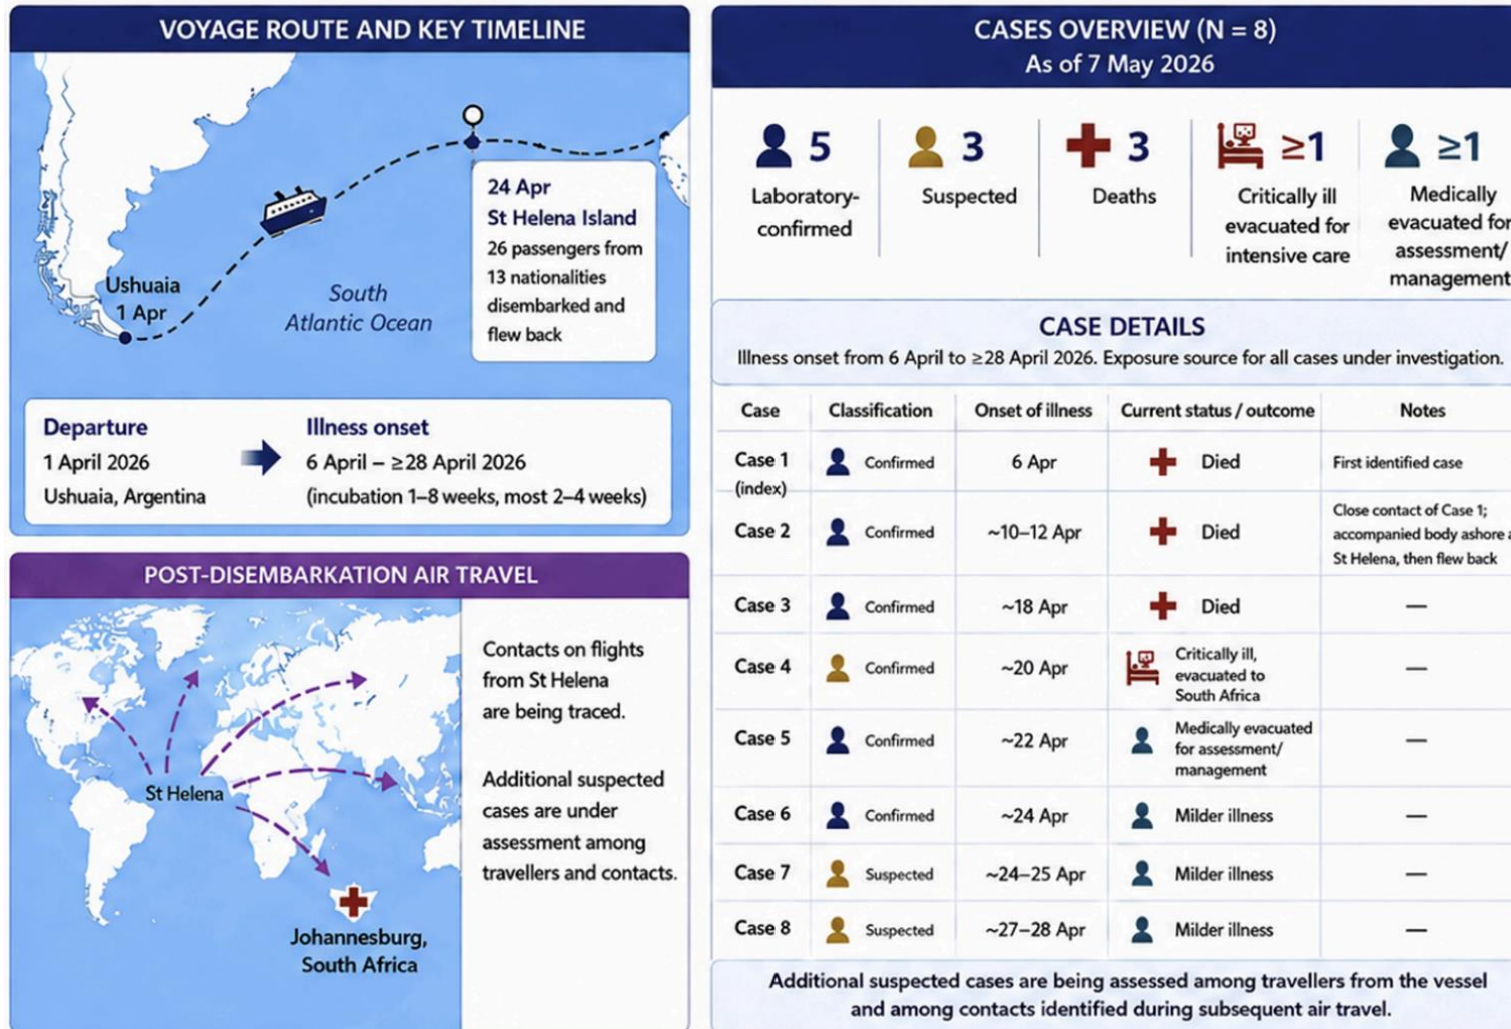 VOYAGE ROUTE AND KEY TIMELINE
24 Apr
St Helena Island
26 passengers from
13 nationalities
disembarked and
flew back
Ushuaia
1 Apr
South
Atlantic Ocean
Departure
1 April 2026
Ushuaia, Argentina
Illness onset
6 April – ≥28 April 2026
(incubation 1–8 weeks, most 2–4 weeks)
POST-DISEMBARKATION AIR TRAVEL
St Helena
Johannesburg,
South Africa
Contacts on flights
from St Helena
are being traced.
Additional suspected
cases are under
assessment among
travellers and contacts.
CASES OVERVIEW (N = 8)
As of 7 May 2026
5
Laboratory-
confirmed
3
Suspected
3
Deaths
≥1
Critically ill
evacuated for
intensive care
≥1
Medically
evacuated for
assessment/
management
CASE DETAILS
Illness onset from 6 April to ≥28 April 2026. Exposure source for all cases under investigation.
Case Classification Onset of illness Current status / outcome Notes
Case 1
(index)
Confirmed 6 Apr Died First identified case
Case 2 Confirmed ~10–12 Apr Died
Close contact of Case 1;
accompanied body ashore
St Helena, then flew back
Case 3 Confirmed ~18 Apr Died —
Case 4 Confirmed ~20 Apr
Critically ill,
evacuated to
South Africa
—
Case 5 Confirmed ~22 Apr
Medically evacuated
for assessment/
management
—
Case 6 Confirmed ~24 Apr Milder illness —
Case 7 Suspected ~24–25 Apr Milder illness —
Case 8 Suspected ~27–28 Apr Milder illness —
Additional suspected cases are being assessed among travellers from the vessel
and among contacts identified during subsequent air travel.